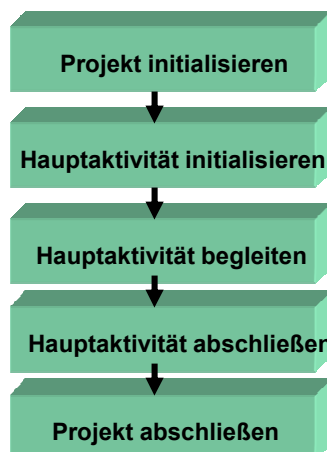 Projekt initialisieren
Hauptaktivität initialisieren
Hauptaktivität begleiten
Hauptaktivität abschließen
Projekt abschließen